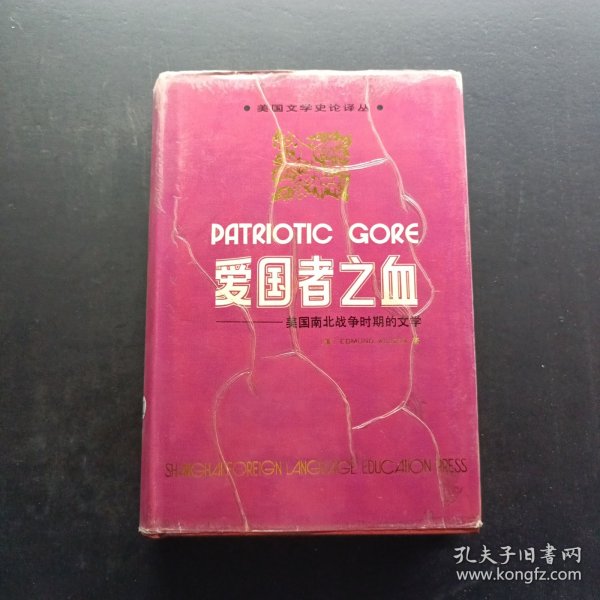 • 美国文学史论译丛 •
PATRIOTIC GORE
爱国者之血
——美国南北战争时期的文学
EDMUND
著
SHANGHAI FOREIGN LANGUAGE EDUCATION PRESS
孔夫子旧书网
www.kongfz.com